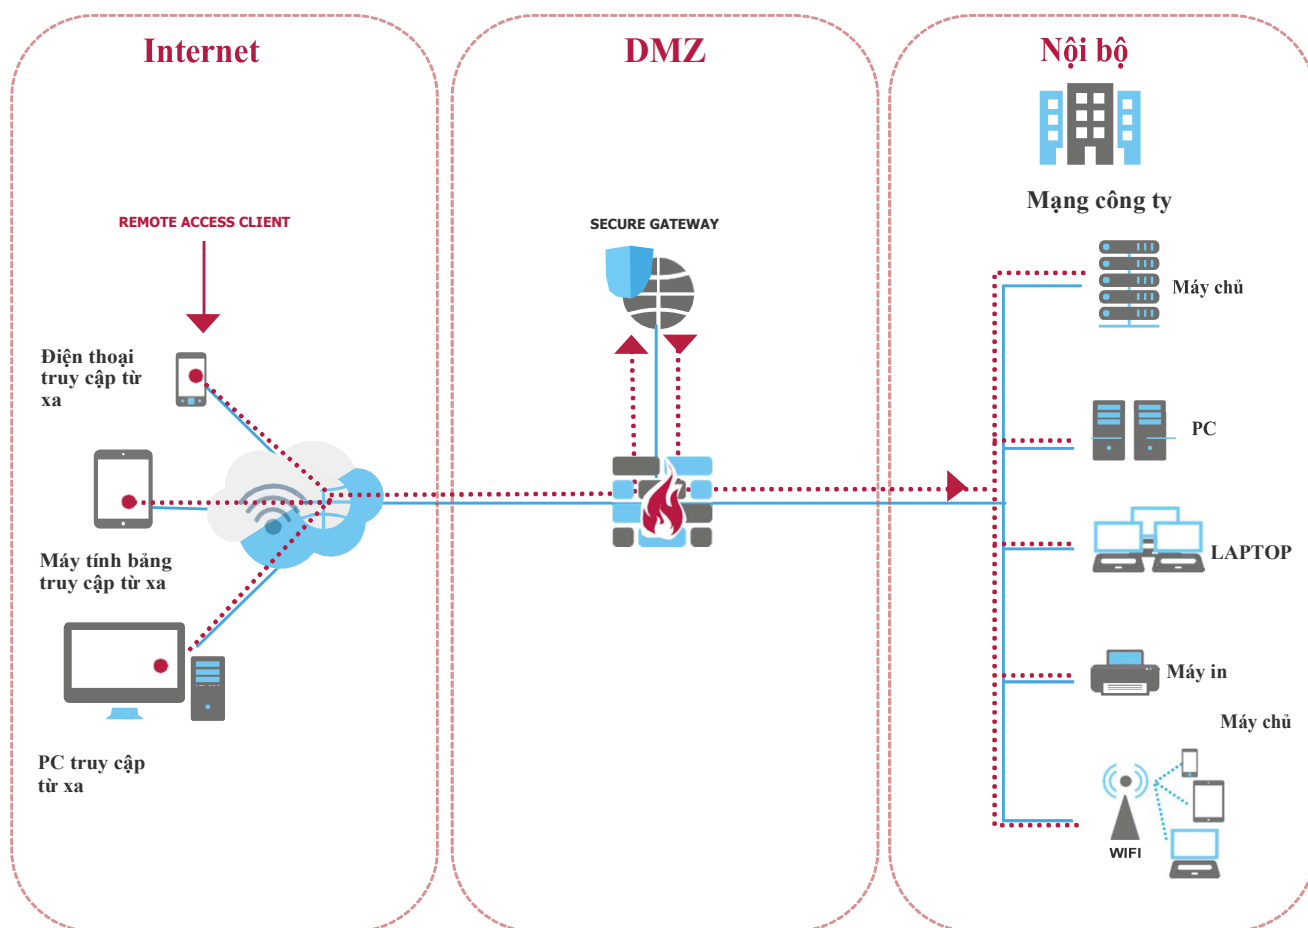 Internet
DMZ
Nội bộ
Mạng công ty
REMOTE ACCESS CLIENT
SECURE GATEWAY
Máy chủ
Điện thoại
truy cập từ
xa
PC
Máy tính bảng
truy cập từ xa
LAPTOP
Máy in
Máy chủ
PC truy cập
từ xa
WIFI